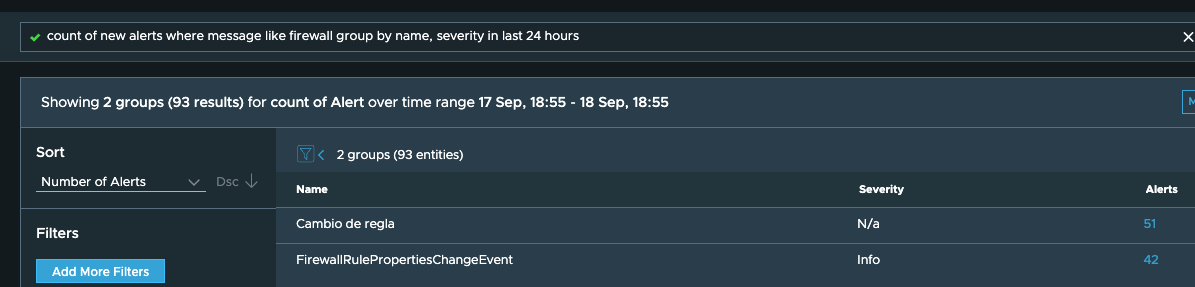 count of new alerts where message like firewall group by name, severity in last 24 hours
Showing 2 groups (93 results) for count of Alert over time range 17 Sep, 18:55 - 18 Sep, 18:55
Sort
Number of Alerts Dsc
Filters
Add More Filters
2 groups (93 entities)
Name Severity Alerts
Cambio de regla N/a 51
FirewallRulePropertiesChangeEvent Info 42